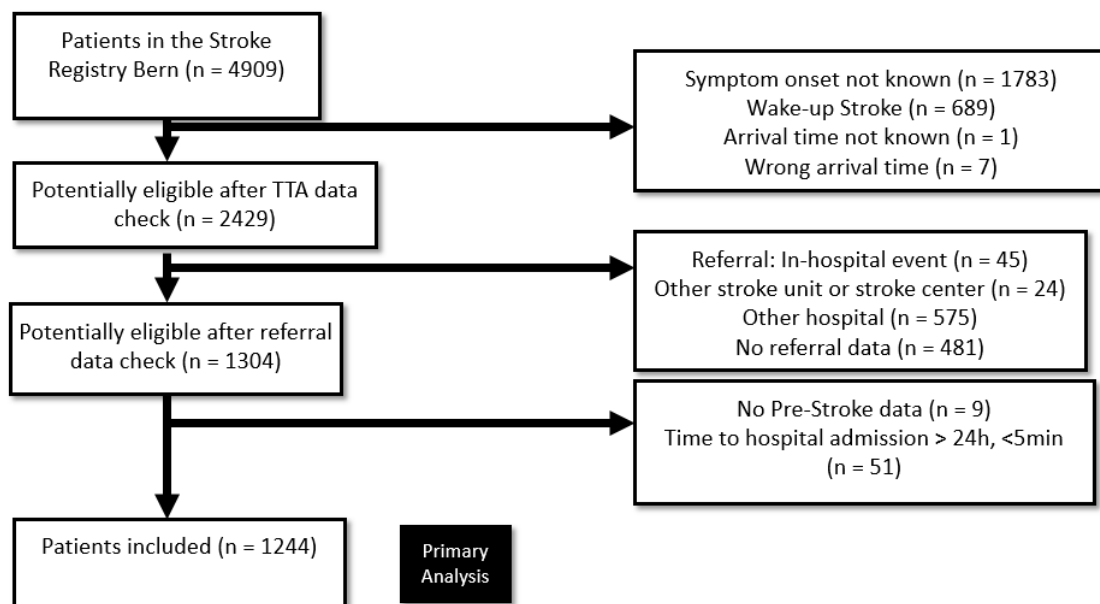 Patients in the Stroke
Registry Bern (n = 4909)
Symptom onset not known (n = 1783)
Wake-up Stroke (n = 689)
Arrival time not known (n = 1)
Wrong arrival time (n = 7)
Potentially eligible after TTA data
check (n = 2429)
Referral: In-hospital event (n = 45)
Other stroke unit or stroke center (n = 24)
Other hospital (n = 575)
No referral data (n = 481)
Potentially eligible after referral
data check (n = 1304)
No Pre-Stroke data (n = 9)
Time to hospital admission > 24h, <5min
(n = 51)
Patients included (n = 1244)
Primary
Analysis